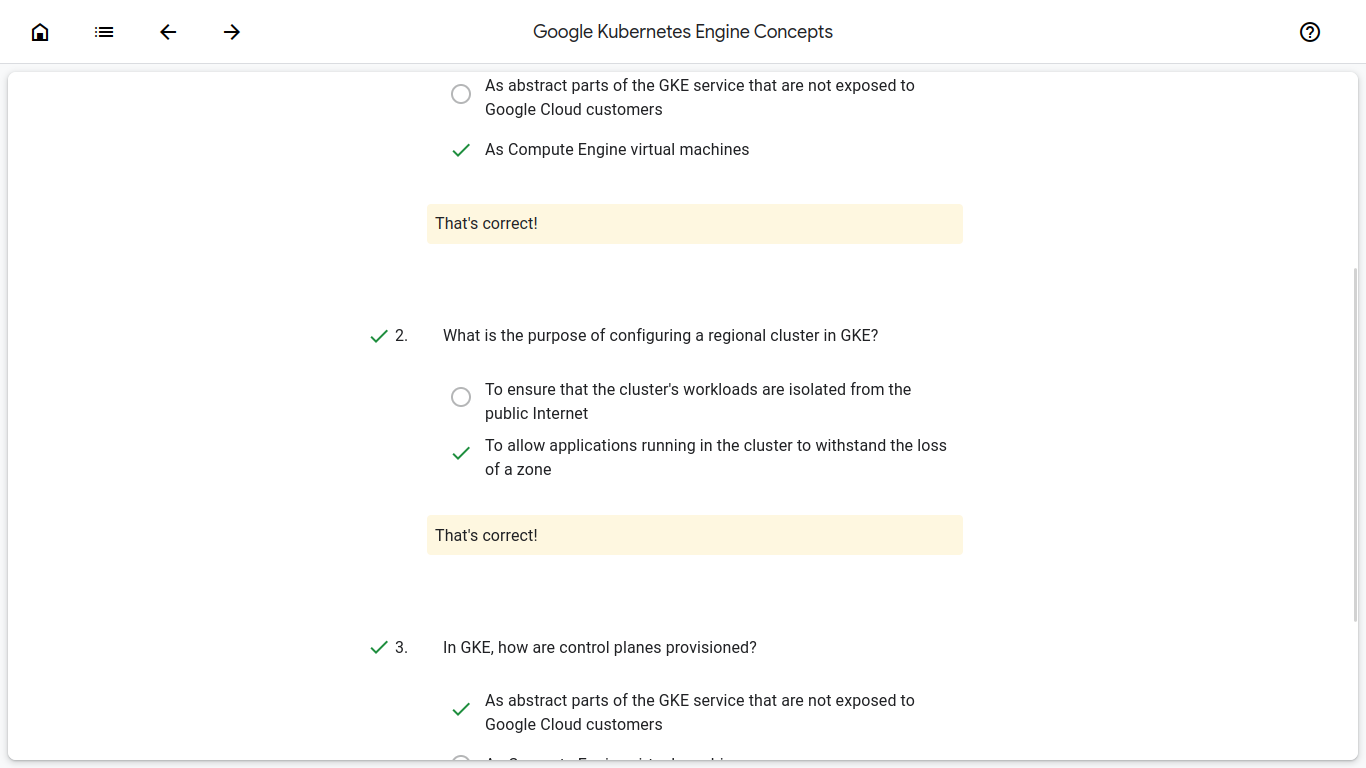 Google Kubernetes Engine Concepts
As abstract parts of the GKE service that are not exposed to
Google Cloud customers
As Compute Engine virtual machines
That's correct!
2. What is the purpose of configuring a regional cluster in GKE?
To ensure that the cluster's workloads are isolated from the
public Internet
To allow applications running in the cluster to withstand the loss
of a zone
That's correct!
3. In GKE, how are control planes provisioned?
As abstract parts of the GKE service that are not exposed to
Google Cloud customers